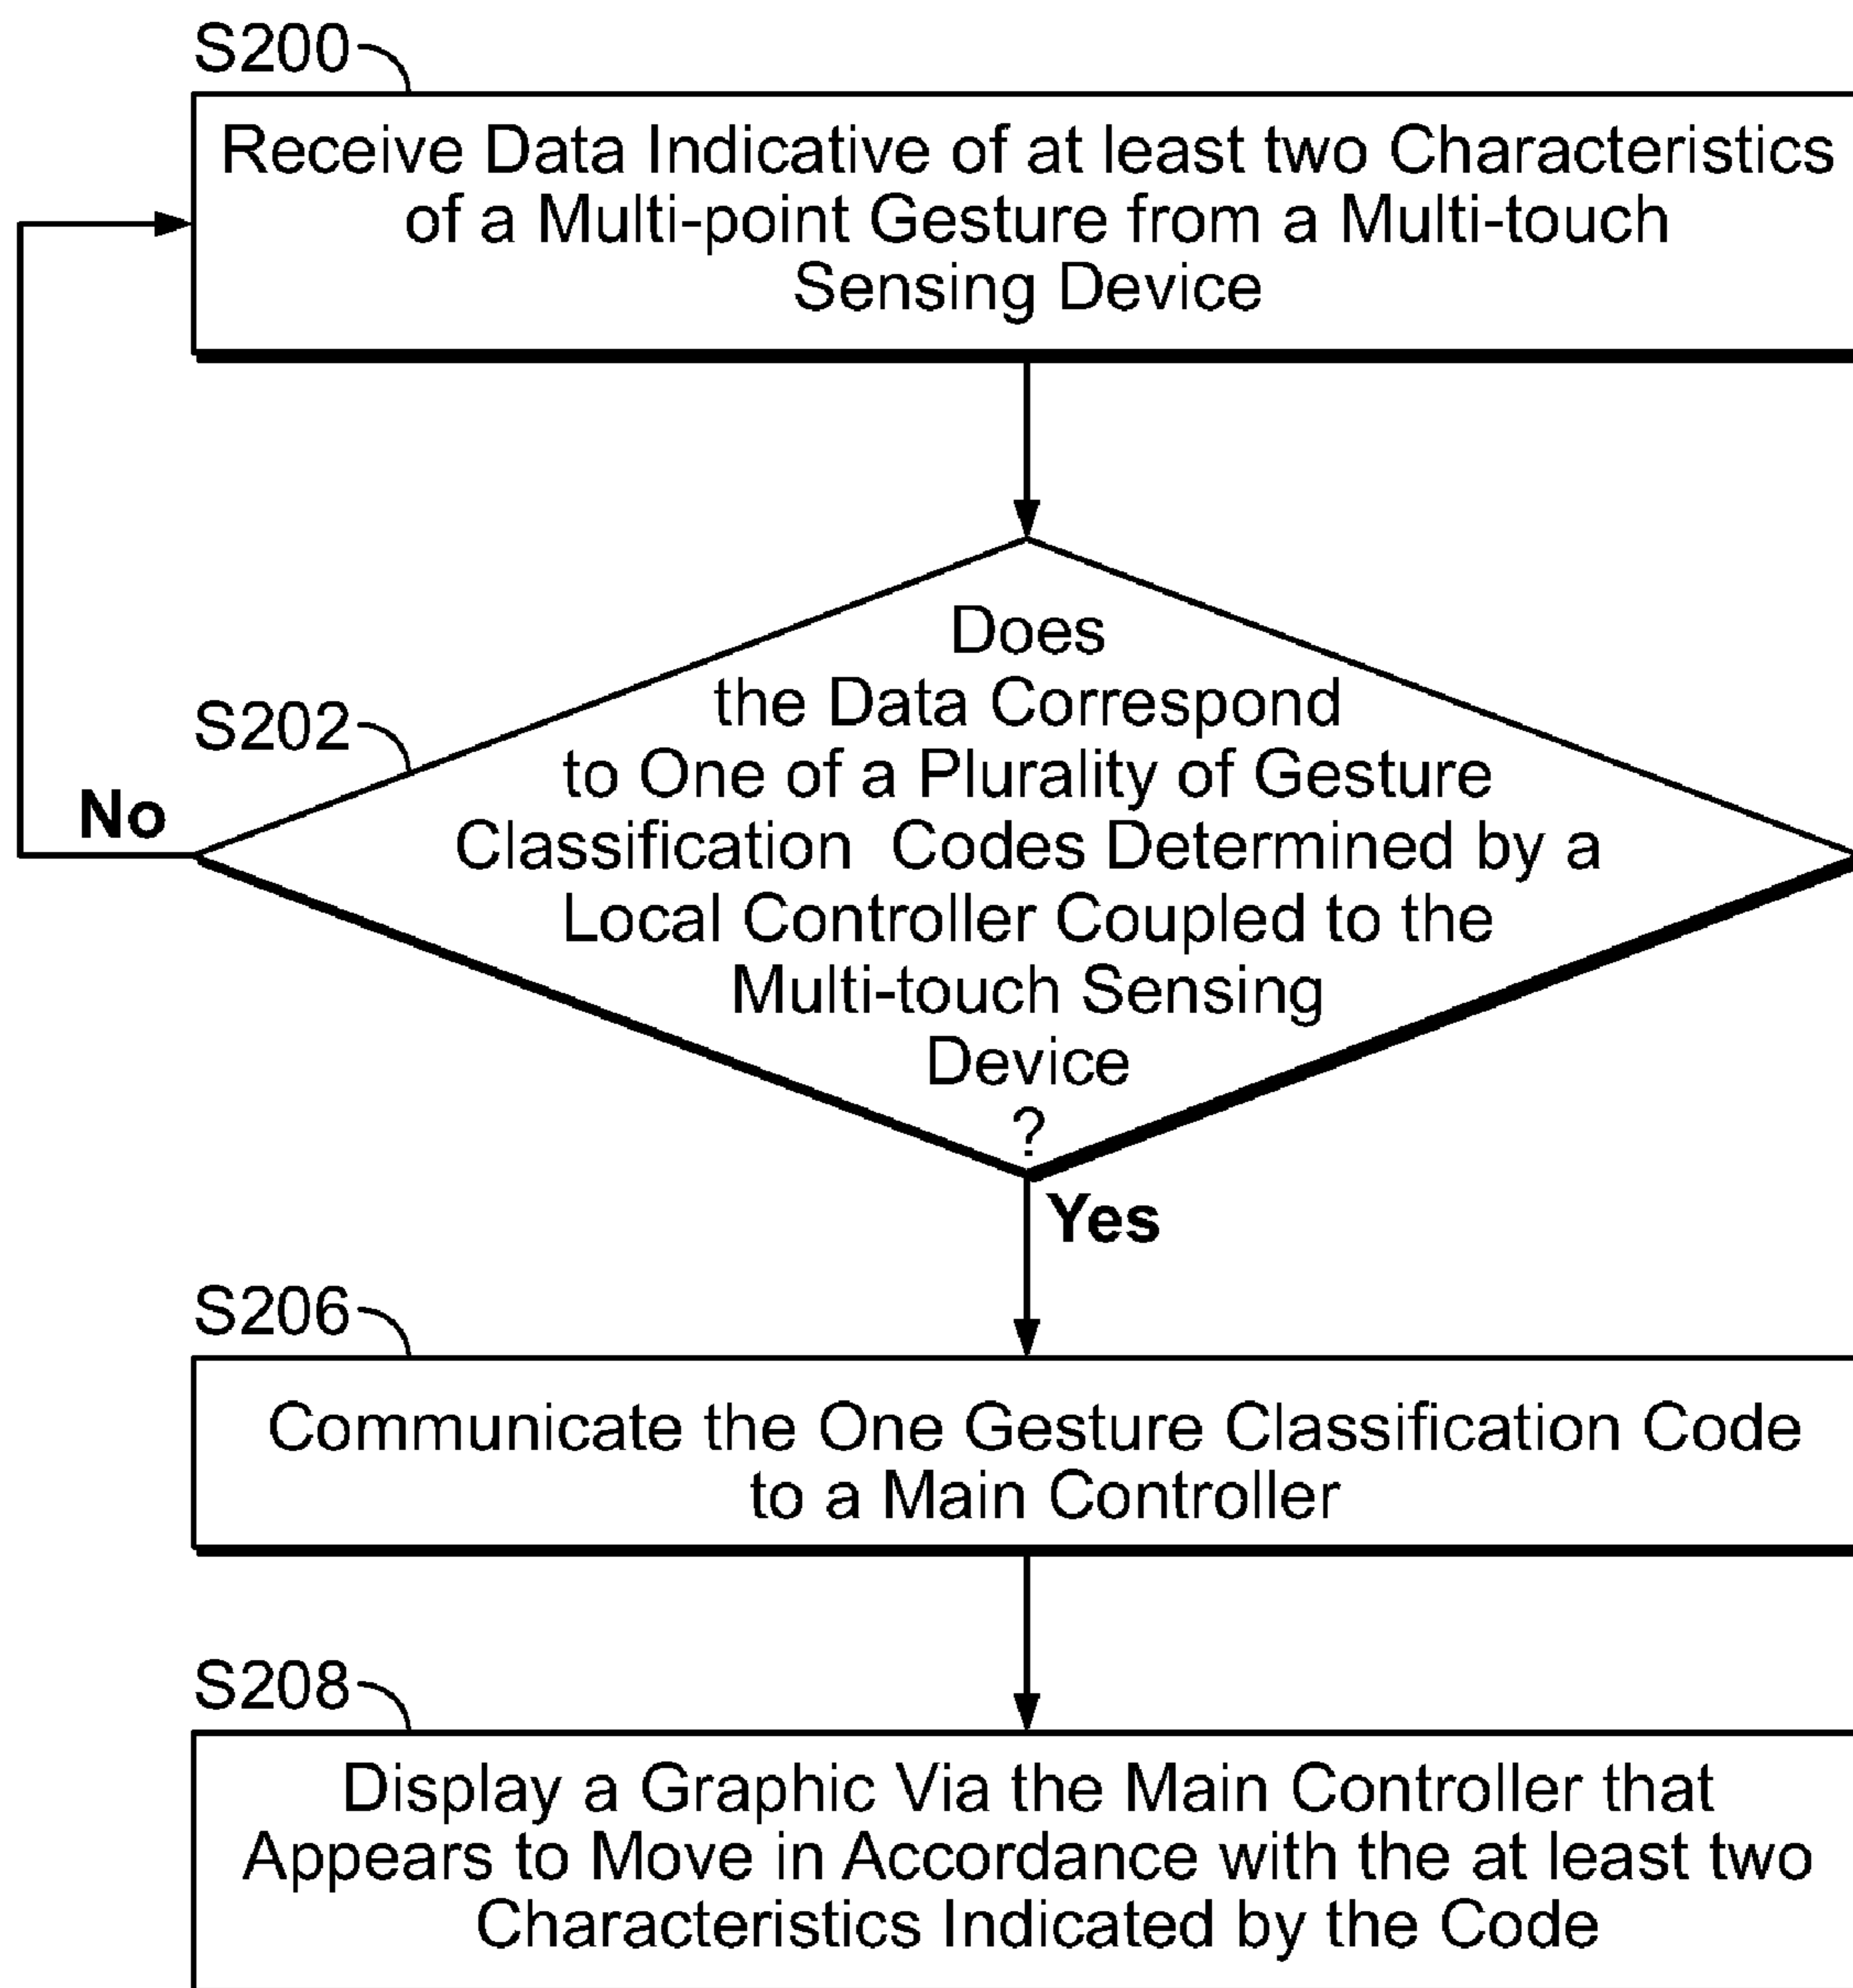 S200
Receive Data Indicative of at least two Characteristics
of a Multi-point Gesture from a Multi-touch
Sensing Device
Does
the Data Correspond
S202
to One of a Plurality of Gesture
No
Classification Codes Determined by a
Local Controller Coupled to the
Multi-touch Sensing
Device
?
Yes
S206
Communicate the One Gesture Classification Code
to a Main Controller
S208
Display a Graphic Via the Main Controller that
Appears to Move in Accordance with the at least two
Characteristics Indicated by the Code